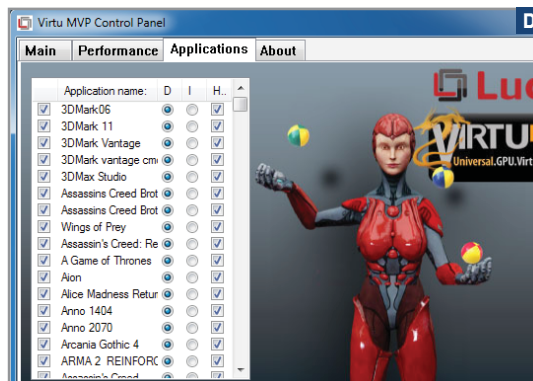 Virtu MVP Control Panel
D
Main Performance Applications About
Application name: D I H..
3DMark06
3DMark 11
3DMark Vantage
3DMark vantage cm
3DMax Studio
Assassins Creed Brot
Assassins Creed Brot
Wings of Prey
Assassin's Creed: Re
A Game of Thrones
Aion
Alice Madness Retur
Anno 1404
Anno 2070
Arcania Gothic 4
ARMA 2 REINFORC
Assassin's Creed
Luc
VIRTU
Universal.GPU.Virt